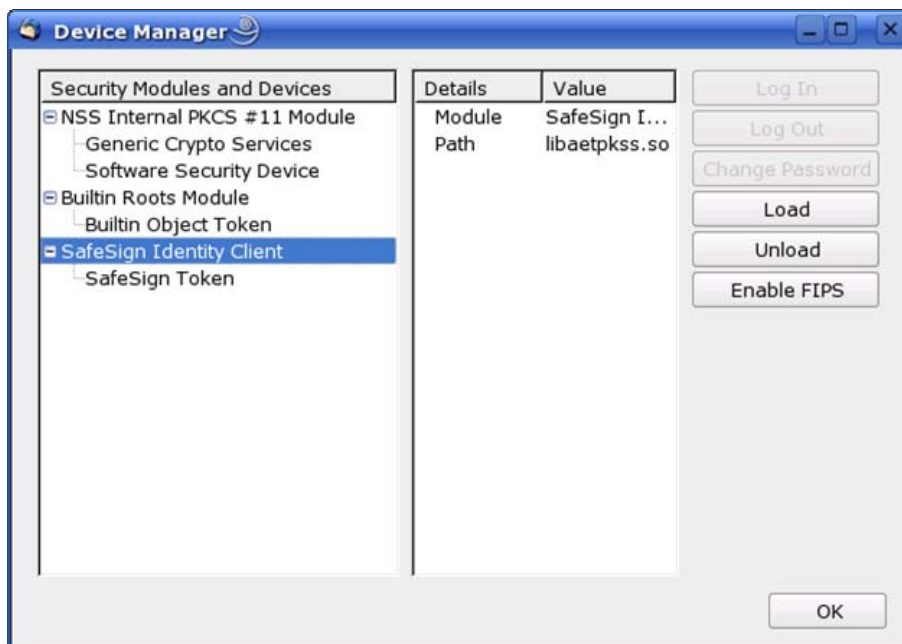 Device Manager
Security Modules and Devices
NSS Internal PKCS #11 Module
Generic Crypto Services
Software Security Device
Builtin Roots Module
Builtin Object Token
SafeSign Identity Client
SafeSign Token
Details Value
Module SafeSign I...
Path libaetpkss.so
Log In
Log Out
Change Password
Load
Unload
Enable FIPS
OK